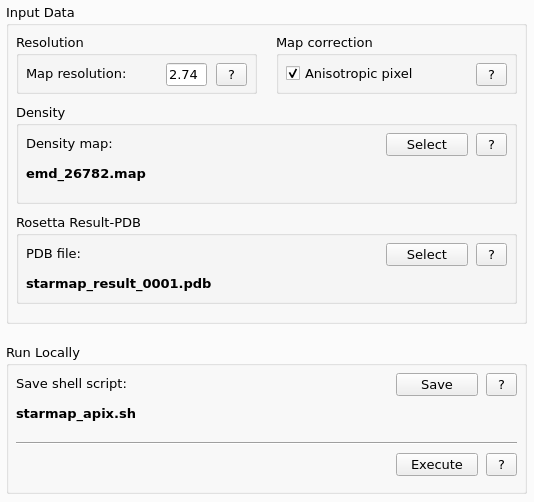 Input Data
Resolution
Map correction
Map resolution: 2.74 ?
Anisotropic pixel ?
Density
Density map: Select ?
emd_26782.map
Rosetta Result-PDB
PDB file: Select ?
starmap_result_0001.pdb
Run Locally
Save shell script: Save ?
starmap_apix.sh
Execute ?